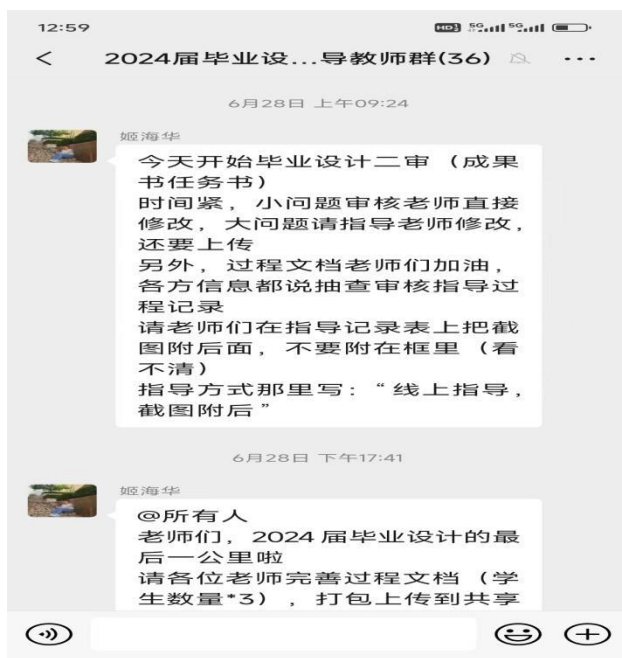 12:59
HD 5G 5G
2024届毕业设...导教师群(36)
6月28日 上午09:24
姬海华
今天开始毕业设计二审（成果
书任务书）
时间紧，小问题审核老师直接
修改，大问题请指导老师修改，
还要上传
另外，过程文档老师们加油，
各方信息都说抽查审核指导过
程记录
请老师们在指导记录表上把截
图附后面，不要附在框里（看
不清）
指导方式那里写：“线上指导，
截图附后”
6月28日 下午17:41
姬海华
@所有人
老师们，2024届毕业设计的最
后一公里啦
请各位老师完善过程文档（学
生数量*3），打包上传到共享